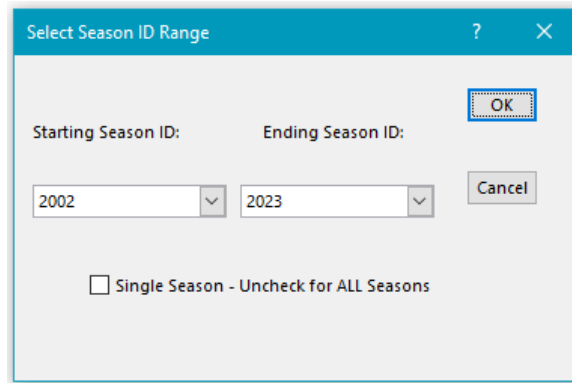 Select Season ID Range ?
OK
Starting Season ID: Ending Season ID:
Cancel
2002 2023
Single Season - Uncheck for ALL Seasons